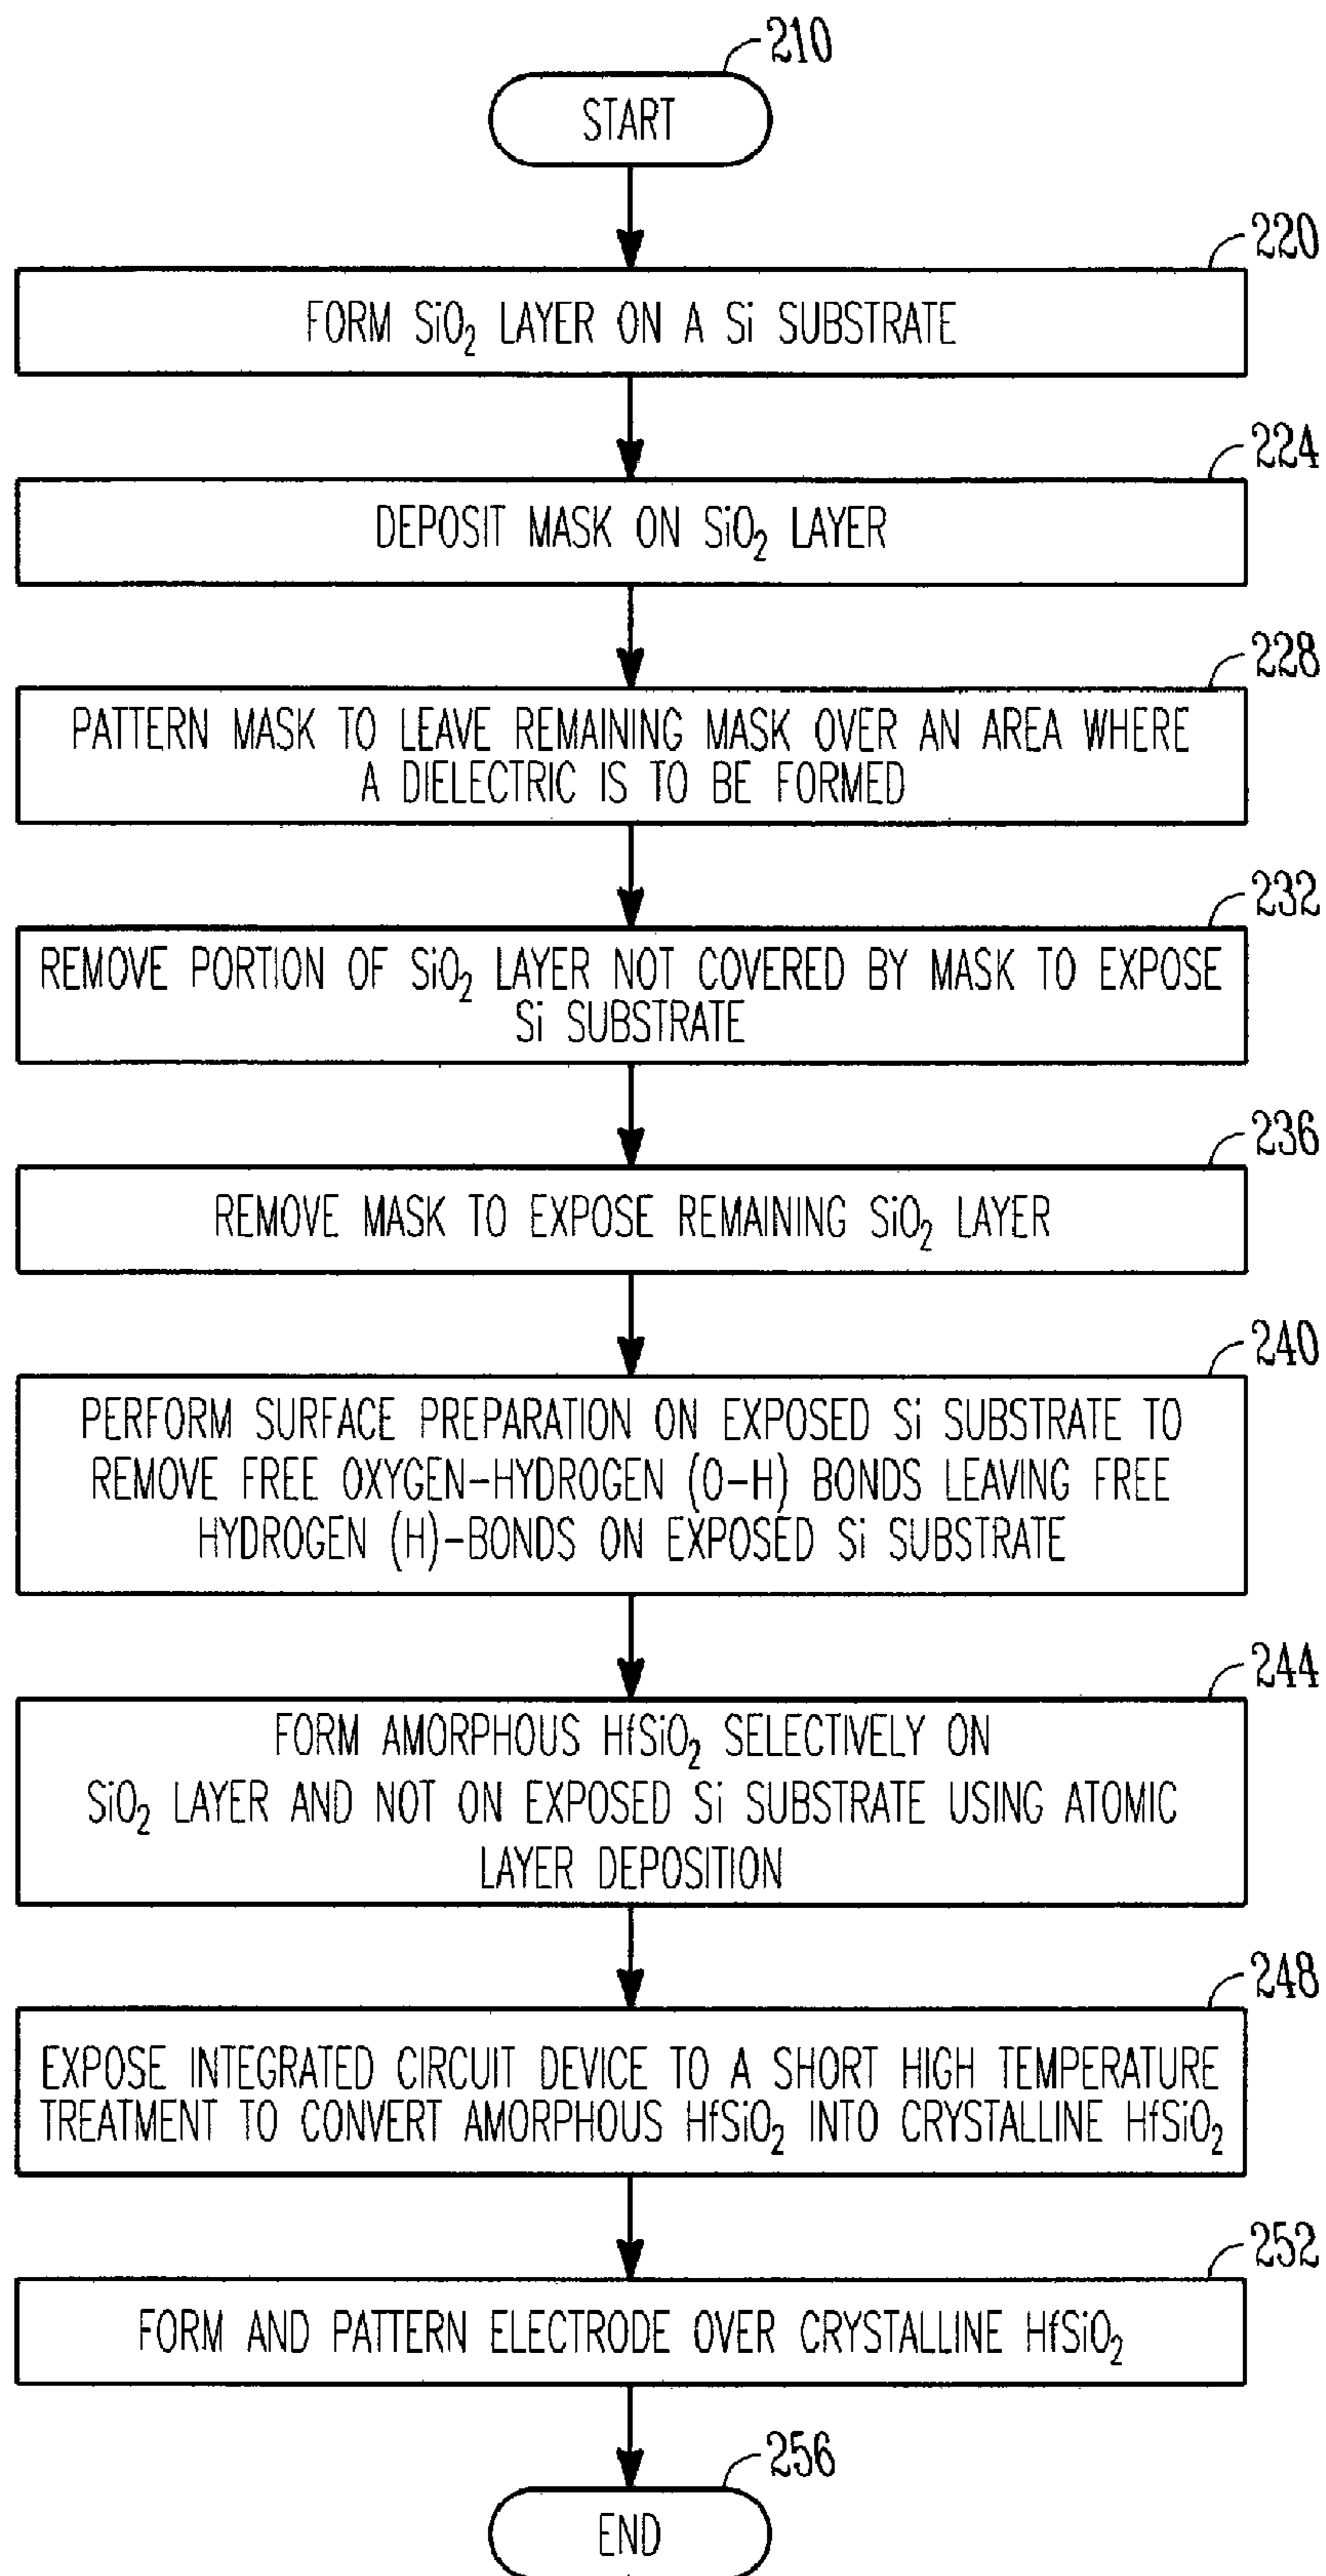 210
START
220
FORM SiO₂ LAYER ON A Si SUBSTRATE
224
DEPOSIT MASK ON SiO₂ LAYER
228
PATTERN MASK TO LEAVE REMAINING MASK OVER AN AREA WHERE
A DIELECTRIC IS TO BE FORMED
232
REMOVE PORTION OF SiO₂ LAYER NOT COVERED BY MASK TO EXPOSE
Si SUBSTRATE
236
REMOVE MASK TO EXPOSE REMAINING SiO₂ LAYER
240
PERFORM SURFACE PREPARATION ON EXPOSED Si SUBSTRATE TO
REMOVE FREE OXYGEN-HYDROGEN (O-H) BONDS LEAVING FREE
HYDROGEN (H)-BONDS ON EXPOSED Si SUBSTRATE
244
FORM AMORPHOUS HfSiO₂ SELECTIVELY ON
SiO₂ LAYER AND NOT ON EXPOSED Si SUBSTRATE USING ATOMIC
LAYER DEPOSITION
248
EXPOSE INTEGRATED CIRCUIT DEVICE TO A SHORT HIGH TEMPERATURE
TREATMENT TO CONVERT AMORPHOUS HfSiO₂ INTO CRYSTALLINE HfSiO₂
252
FORM AND PATTERN ELECTRODE OVER CRYSTALLINE HfSiO₂
256
END